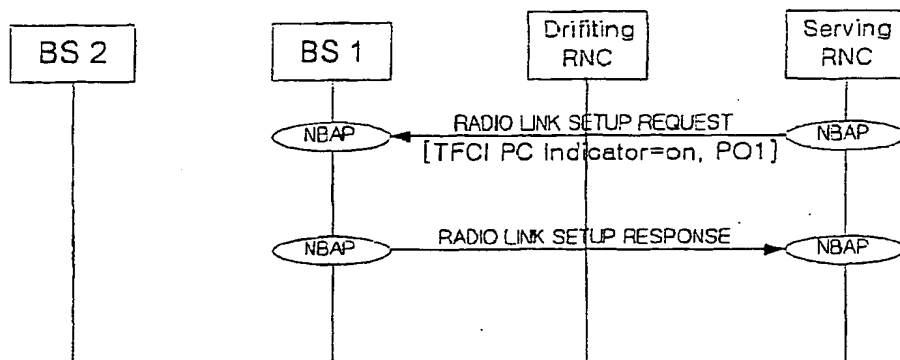 BS 2
BS 1
Drifiting
RNC
Serving
RNC
NBAP
RADIO LINK SETUP REQUEST
NBAP
[TFCI PC Indicator=on, PO1]
NBAP
RADIO LINK SETUP RESPONSE
NBAP